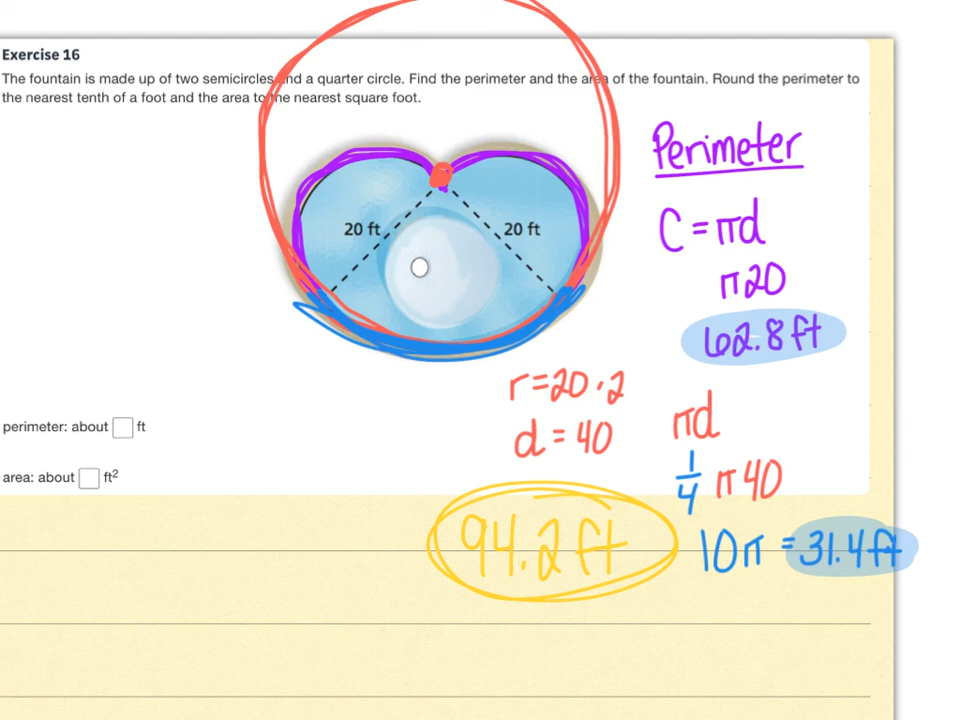 Exercise 16
The fountain is made up of two semicircles and a quarter circle. Find the perimeter and the area of the fountain. Round the perimeter to
the nearest tenth of a foot and the area to the nearest square foot.
Perimeter
C = πd
π20
62.8 ft
20 ft
20 ft
r = 20 · 2
d = 40
πd
1/4 π 40
10π = 31.4 ft
94.2 ft
perimeter: about ft
area: about ft²